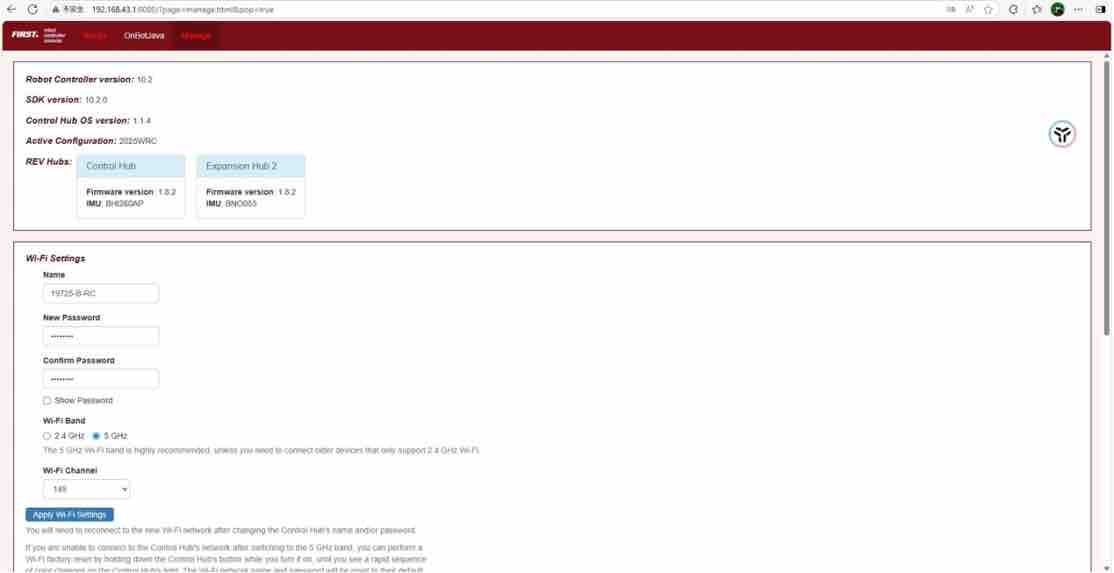 不安全 192.168.43.1:8080/?page=manage.html&pop=true
FIRST. robot controller console Blocks OnBotJava Manage
Robot Controller version: 10.2
SDK version: 10.2.0
Control Hub OS version: 1.1.4
Active Configuration: 2025WRC
REV Hubs: Control Hub Expansion Hub 2
Firmware version: 1.8.2 Firmware version: 1.8.2
IMU: BHI260AP IMU: BNO055
Wi-Fi Settings
Name
19725-B-RC
New Password
••••••••
Confirm Password
••••••••
Show Password
Wi-Fi Band
2.4 GHz 5 GHz
The 5 GHz Wi-Fi band is highly recommended, unless you need to connect older devices that only support 2.4 GHz Wi-Fi.
Wi-Fi Channel
149
Apply Wi-Fi Settings
You will need to reconnect to the new Wi-Fi network after changing the Control Hub's name and/or password.
If you are unable to connect to the Control Hub's network after switching to the 5 GHz band, you can perform a
Wi-Fi factory reset by holding down the Control Hub's button while you turn it on, until you see a rapid sequence
of color changes on the Control Hub's light. The Wi-Fi network name and password will be reset to their default